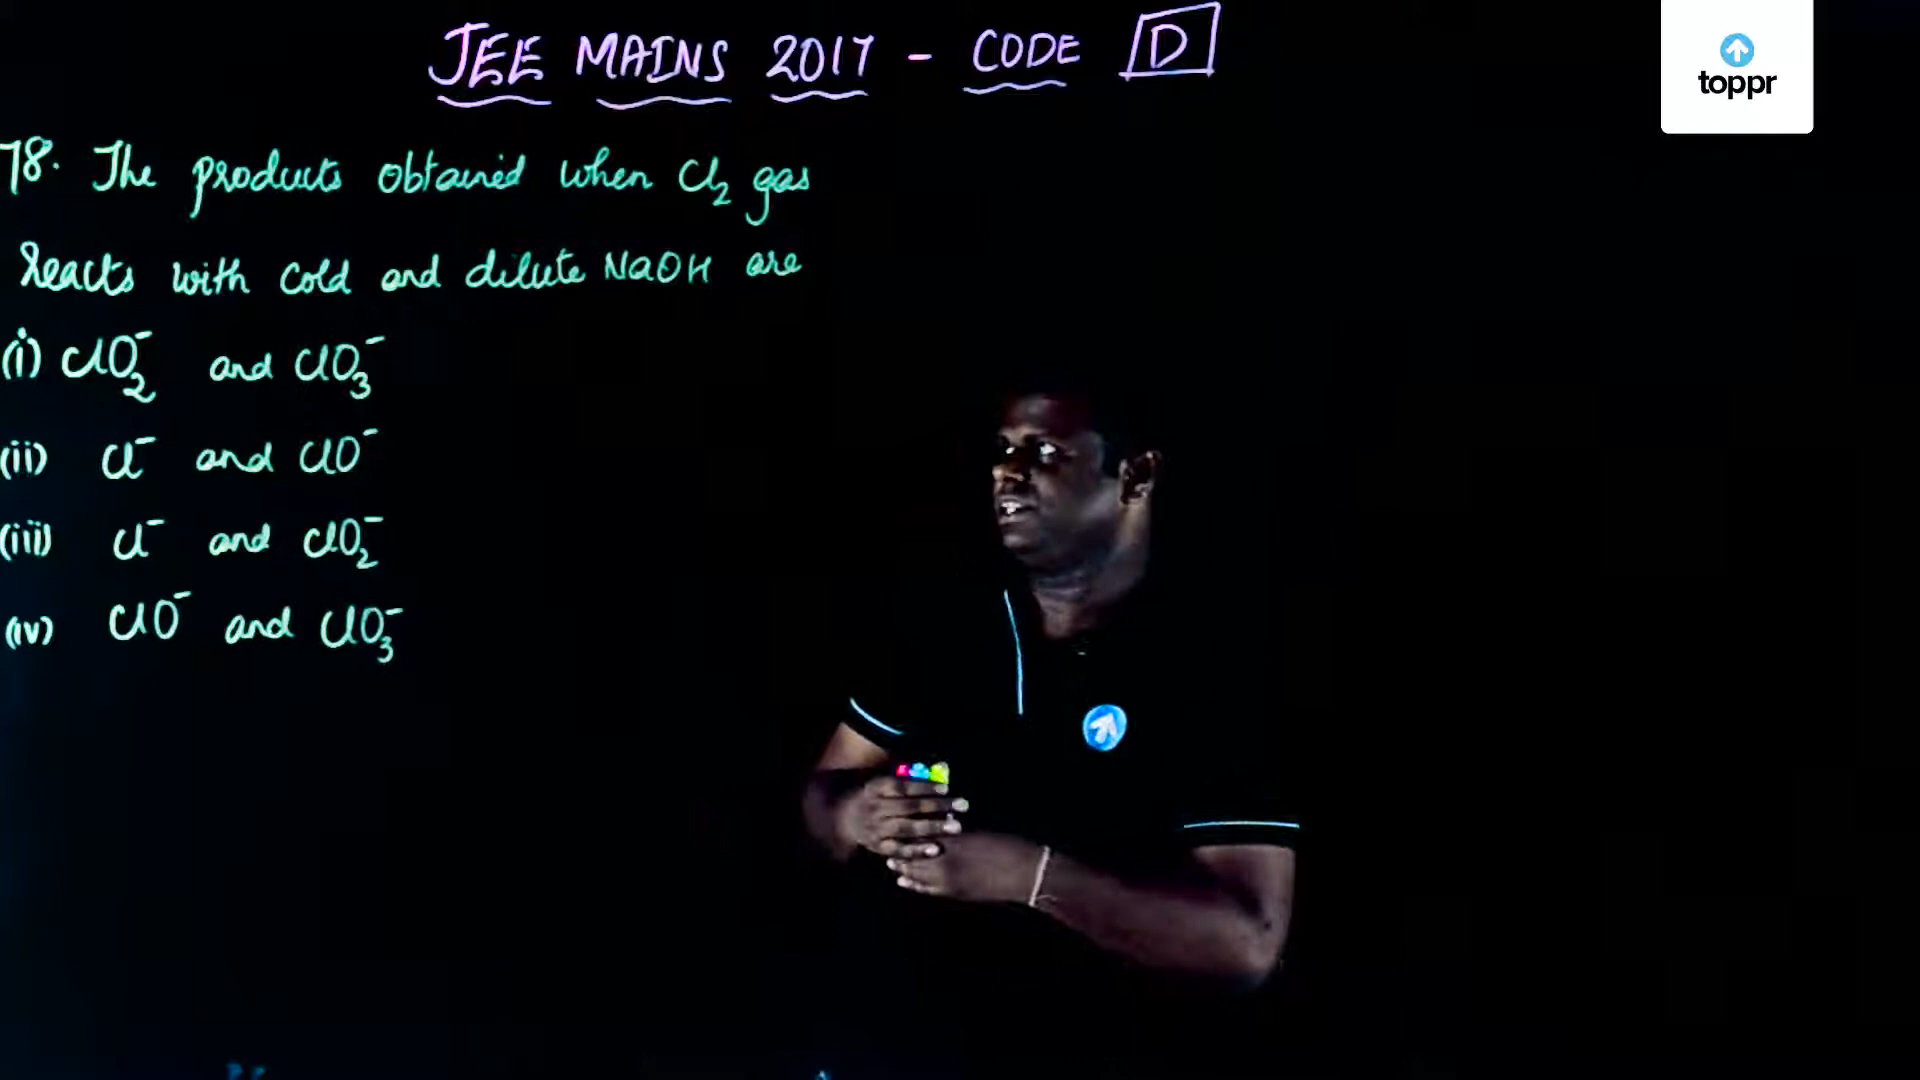 JEE MAINS 2017 - CODE D
toppr
78. The products obtained when Cl₂ gas
reacts with cold and dilute NaOH are
(i) ClO₂⁻ and ClO₃⁻
(ii) Cl⁻ and ClO⁻
(iii) Cl⁻ and ClO₂⁻
(iv) ClO⁻ and ClO₃⁻